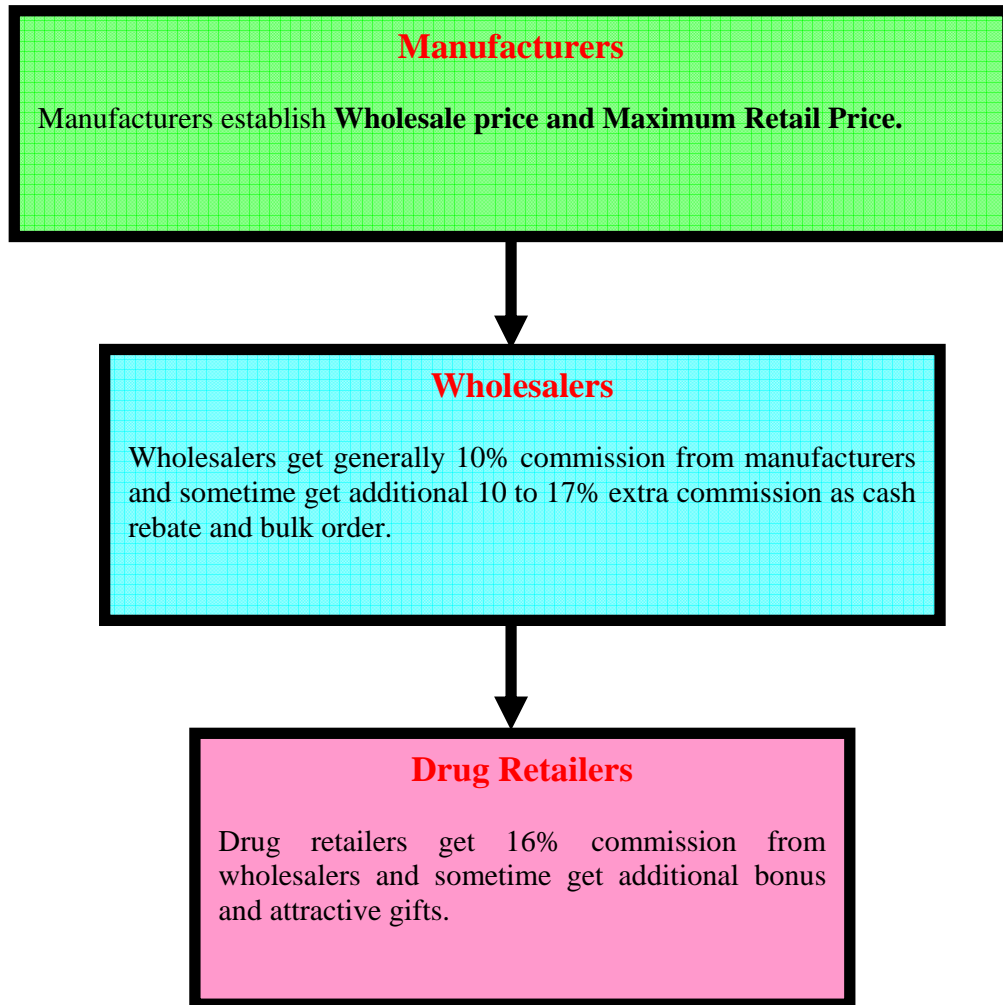 Manufacturers
Manufacturers establish Wholesale price and Maximum Retail Price.
Wholesalers
Wholesalers get generally 10% commission from manufacturers
and sometime get additional 10 to 17% extra commission as cash
rebate and bulk order.
Drug Retailers
Drug retailers get 16% commission from
wholesalers and sometime get additional bonus
and attractive gifts.